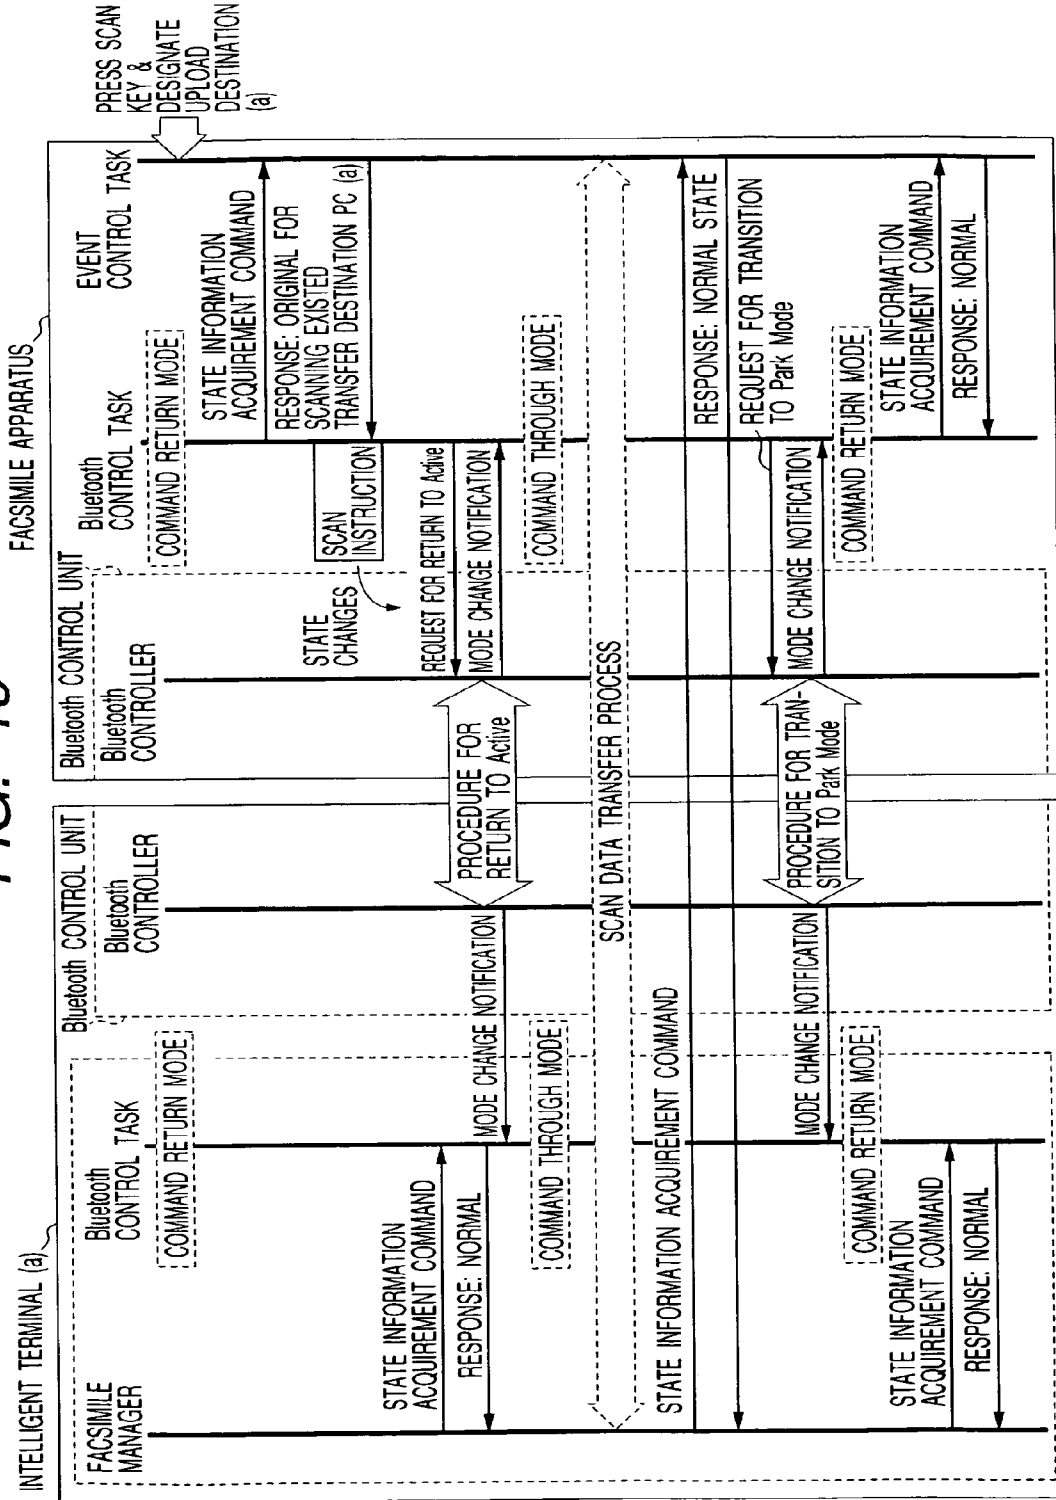 FIG.
INTELLIGENT TERMINAL (a)
FACSIMILE APPARATUS
Bluetooth CONTROL UNIT
Bluetooth CONTROL UNIT
FACSIMILE
MANAGER
Bluetooth
CONTROL TASK
Bluetooth
CONTROLLER
Bluetooth
CONTROLLER
Bluetooth
CONTROL TASK
EVENT
CONTROL TASK
PRESS SCAN
KEY &
DESIGNATE
UPLOAD
DESTINATION
(a)
COMMAND RETURN MODE
COMMAND RETURN MODE
STATE INFORMATION
ACQUIREMENT COMMAND
RESPONSE: ORIGINAL FOR
SCANNING EXISTED
TRANSFER DESTINATION PC (a)
STATE
CHANGES
SCAN
INSTRUCTION
STATE INFORMATION
ACQUIREMENT COMMAND
RESPONSE: NORMAL
REQUEST FOR RETURN TO Active
PROCEDURE FOR
RETURN TO Active
MODE CHANGE NOTIFICATION
MODE CHANGE NOTIFICATION
COMMAND THROUGH MODE
COMMAND THROUGH MODE
SCAN DATA TRANSFER PROCESS
STATE INFORMATION ACQUIREMENT COMMAND
RESPONSE: NORMAL STATE
REQUEST FOR TRANSITION
TO Park Mode
PROCEDURE FOR TRAN-
SITION TO Park Mode
MODE CHANGE NOTIFICATION
MODE CHANGE NOTIFICATION
COMMAND RETURN MODE
COMMAND RETURN MODE
STATE INFORMATION
ACQUIREMENT COMMAND
RESPONSE: NORMAL
STATE INFORMATION
ACQUIREMENT COMMAND
RESPONSE: NORMAL